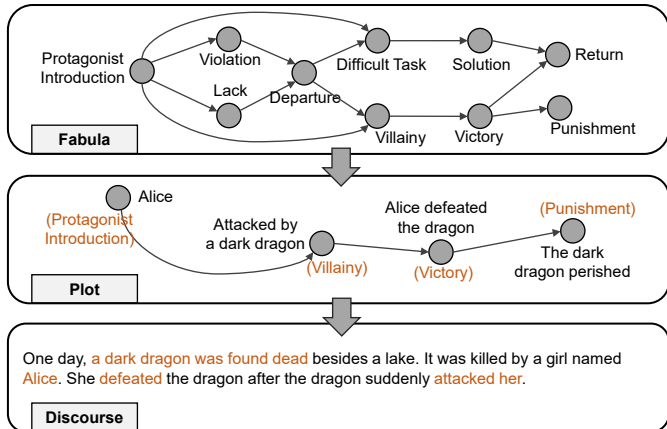 Protagonist
Introduction
Violation
Lack
Departure
Difficult Task
Solution
Return
Villainy
Victory
Punishment
Fabula
Alice
(Protagonist
Introduction)
Attacked by
a dark dragon
(Villainy)
Alice defeated
the dragon
(Victory)
(Punishment)
The dark
dragon perished
Plot
One day, a dark dragon was found dead besides a lake. It was killed by a girl named
Alice. She defeated the dragon after the dragon suddenly attacked her.
Discourse